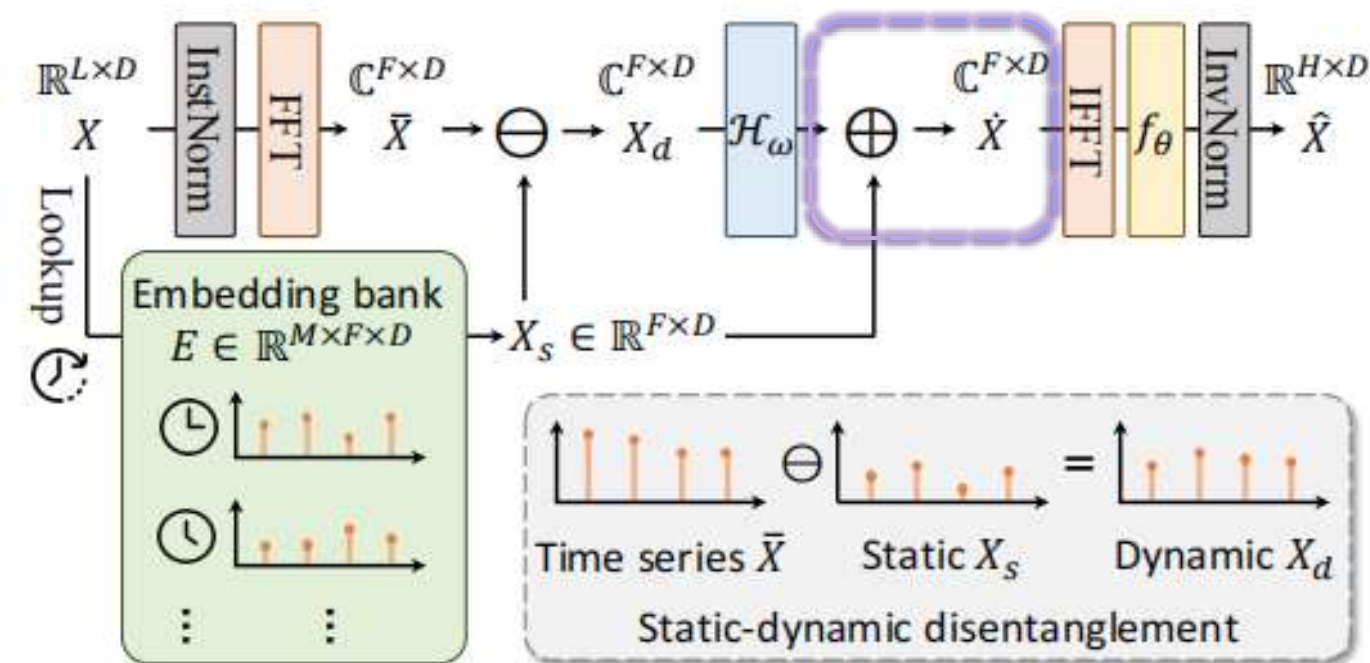 ℝ^{L×D}
X
InstNorm
FFT
ℂ^{F×D}
X̄
⊖
ℂ^{F×D}
X_d
ℋ_ω
⊕
ℂ^{F×D}
Ẋ
IFFT
f_θ
InvNorm
ℝ^{H×D}
X̂
Lookup
Embedding bank
E ∈ ℝ^{M×F×D}
⋮ ⋮
X_s ∈ ℝ^{F×D}
⊖ =
Time series X̄ Static X_s Dynamic X_d
Static-dynamic disentanglement